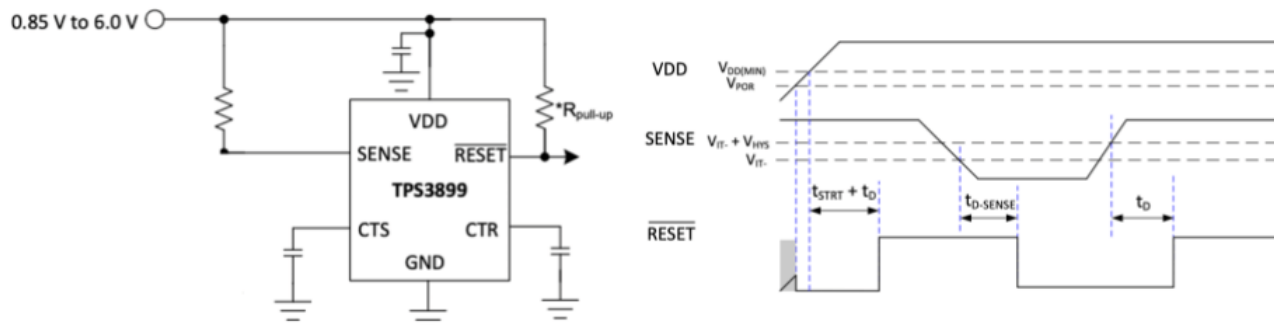 0.85 V to 6.0 V
*Rpull-up
VDD
SENSE
RESET
TPS3899
CTS
CTR
GND
VDD
VDD(MIN)
VPOR
SENSE
VIT- + VHYS
VIT-
tSTRT + tD
tD-SENSE
tD
RESET